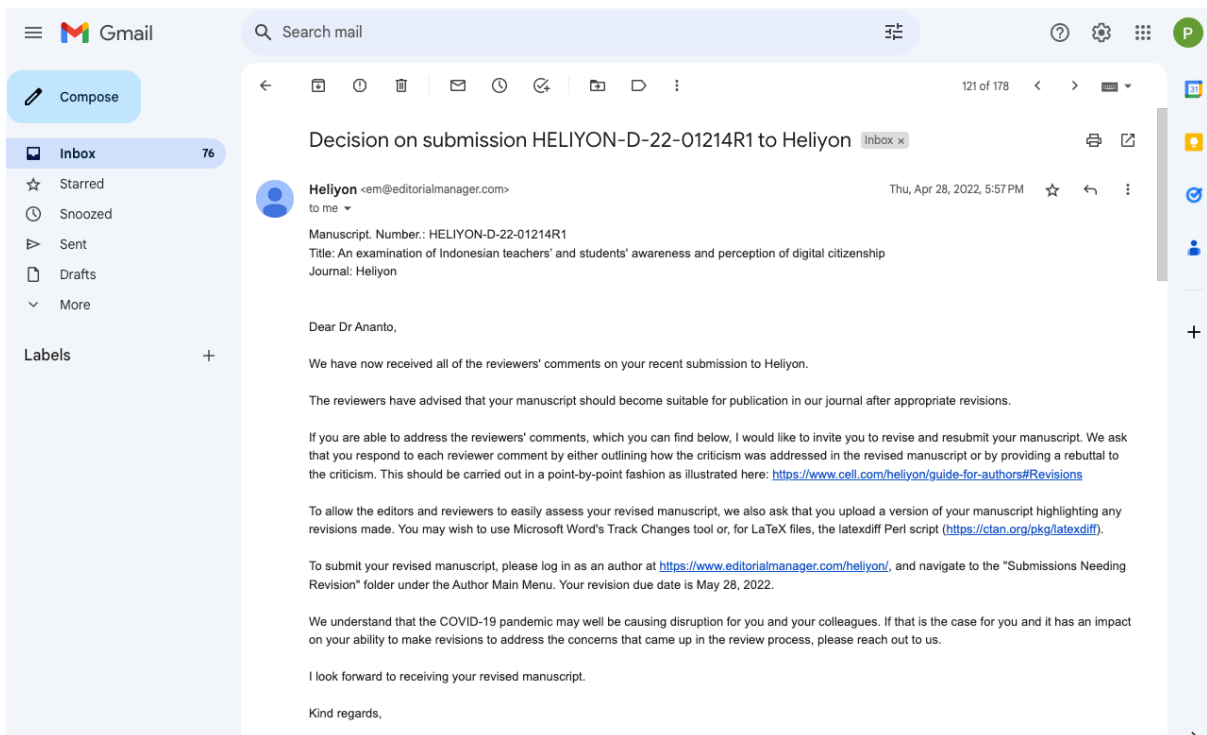 Gmail
Search mail
P
Compose
121 of 178
31
Inbox 76
Starred
Snoozed
Sent
Drafts
More
Labels
Decision on submission HELIYON-D-22-01214R1 to Heliyon Inbox ×
Heliyon <em@editorialmanager.com> Thu, Apr 28, 2022, 5:57 PM
to me
Manuscript. Number.: HELIYON-D-22-01214R1
Title: An examination of Indonesian teachers' and students' awareness and perception of digital citizenship
Journal: Heliyon
Dear Dr Ananto,
We have now received all of the reviewers' comments on your recent submission to Heliyon.
The reviewers have advised that your manuscript should become suitable for publication in our journal after appropriate revisions.
If you are able to address the reviewers' comments, which you can find below, I would like to invite you to revise and resubmit your manuscript. We ask
that you respond to each reviewer comment by either outlining how the criticism was addressed in the revised manuscript or by providing a rebuttal to
the criticism. This should be carried out in a point-by-point fashion as illustrated here: https://www.cell.com/heliyon/guide-for-authors#Revisions
To allow the editors and reviewers to easily assess your revised manuscript, we also ask that you upload a version of your manuscript highlighting any
revisions made. You may wish to use Microsoft Word's Track Changes tool or, for LaTeX files, the latexdiff Perl script (https://ctan.org/pkg/latexdiff).
To submit your revised manuscript, please log in as an author at https://www.editorialmanager.com/heliyon/, and navigate to the "Submissions Needing
Revision" folder under the Author Main Menu. Your revision due date is May 28, 2022.
We understand that the COVID-19 pandemic may well be causing disruption for you and your colleagues. If that is the case for you and it has an impact
on your ability to make revisions to address the concerns that came up in the review process, please reach out to us.
I look forward to receiving your revised manuscript.
Kind regards,